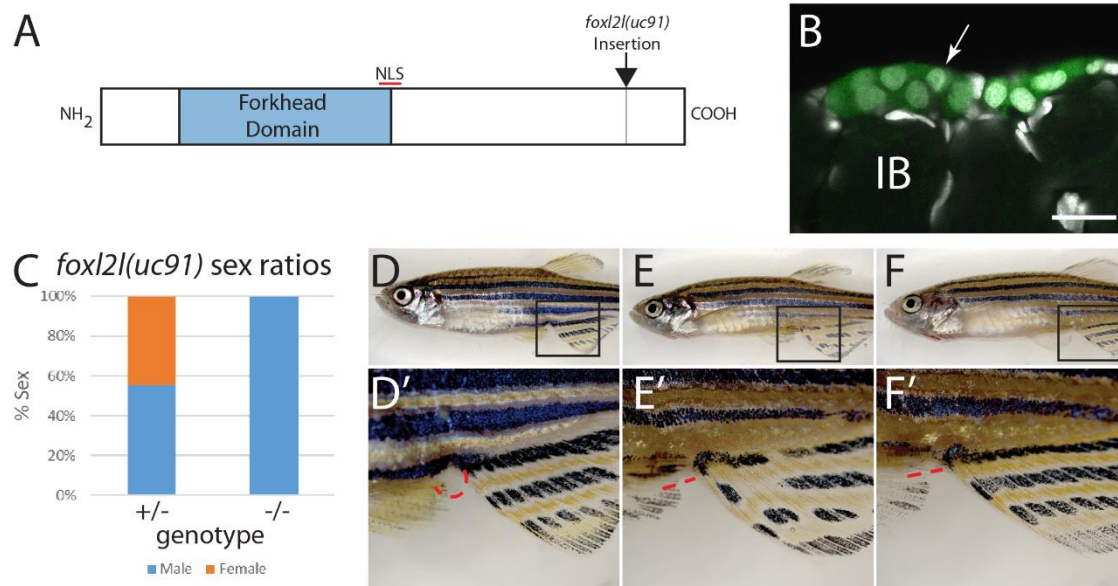 A
foxl2l(uc91)
Insertion
NLS
NH2
Forkhead
Domain
COOH
B
IB
C
foxl2l(uc91) sex ratios
100%
80%
60%
40%
20%
0%
% Sex
+/-
-/-
genotype
Male
Female
D
E
F
D'
E'
F'